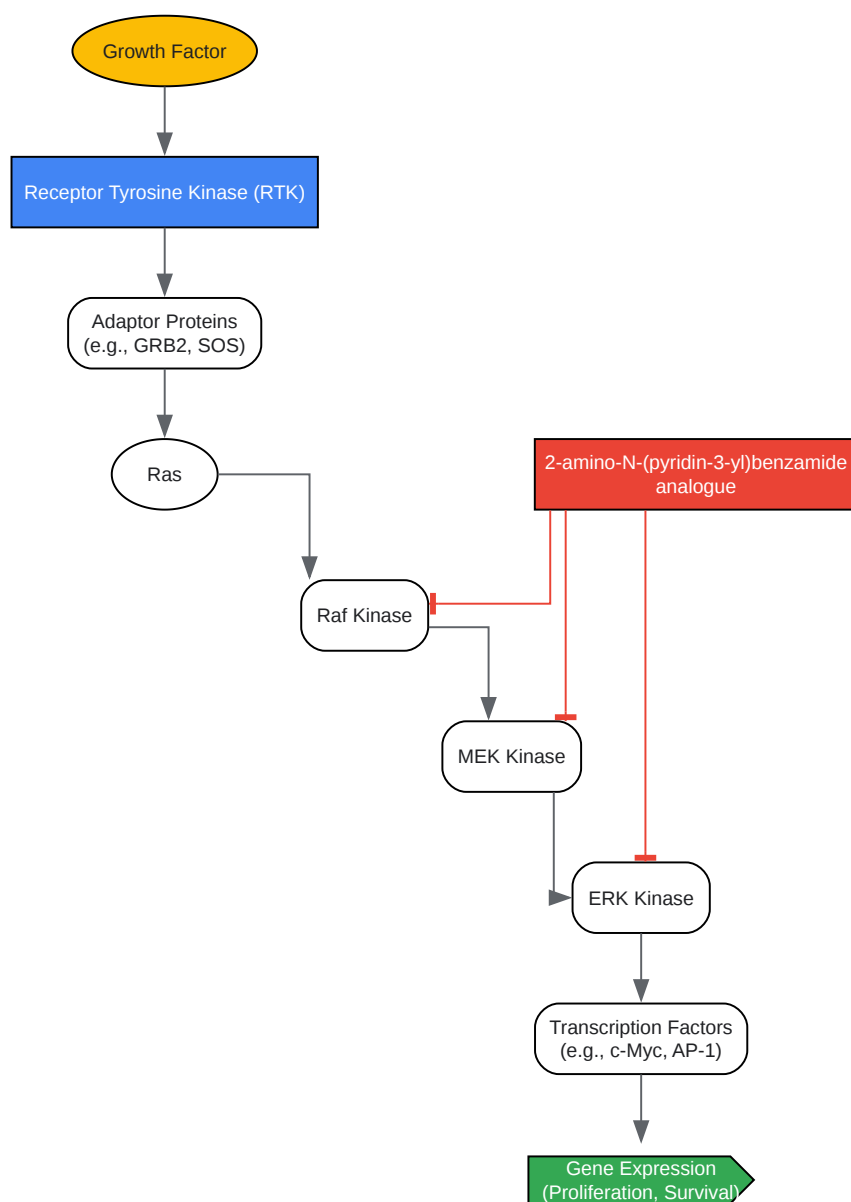 Growth Factor
Receptor Tyrosine Kinase (RTK)
Adaptor Proteins
(e.g., GRB2, SOS)
Ras
2-amino-N-(pyridin-3-yl)benzamide
analogue
Raf Kinase
MEK Kinase
ERK Kinase
Transcription Factors
(e.g., c-Myc, AP-1)
Gene Expression
(Proliferation, Survival)